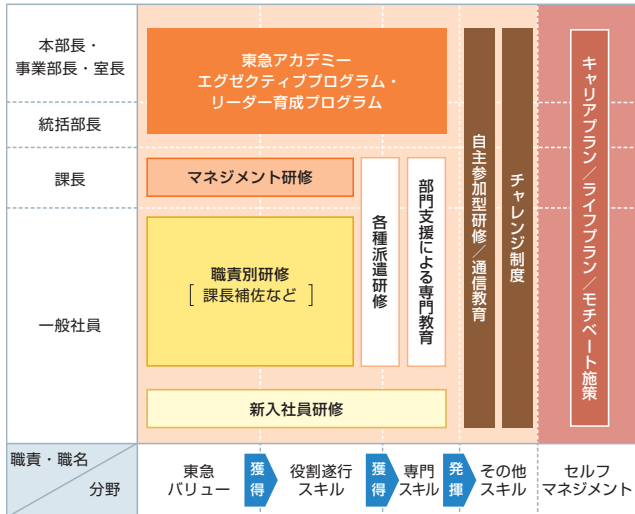 本部長・
事業部長・室長
統括部長
課長
一般社員
東急アカデミー
エグゼクティブプログラム・
リーダー育成プログラム
マネジメント研修
職責別研修
[ 課長補佐など ]
新入社員研修
各種派遣研修
部門支援による専門教育
自主参加型研修／通信教育
チャレンジ制度
キャリアプラン／ライフプラン／モチベート施策
職責・職名
分野
東急
バリュー
獲得
役割遂行
スキル
獲得
専門
スキル
発揮
その他
スキル
セルフ
マネジメント